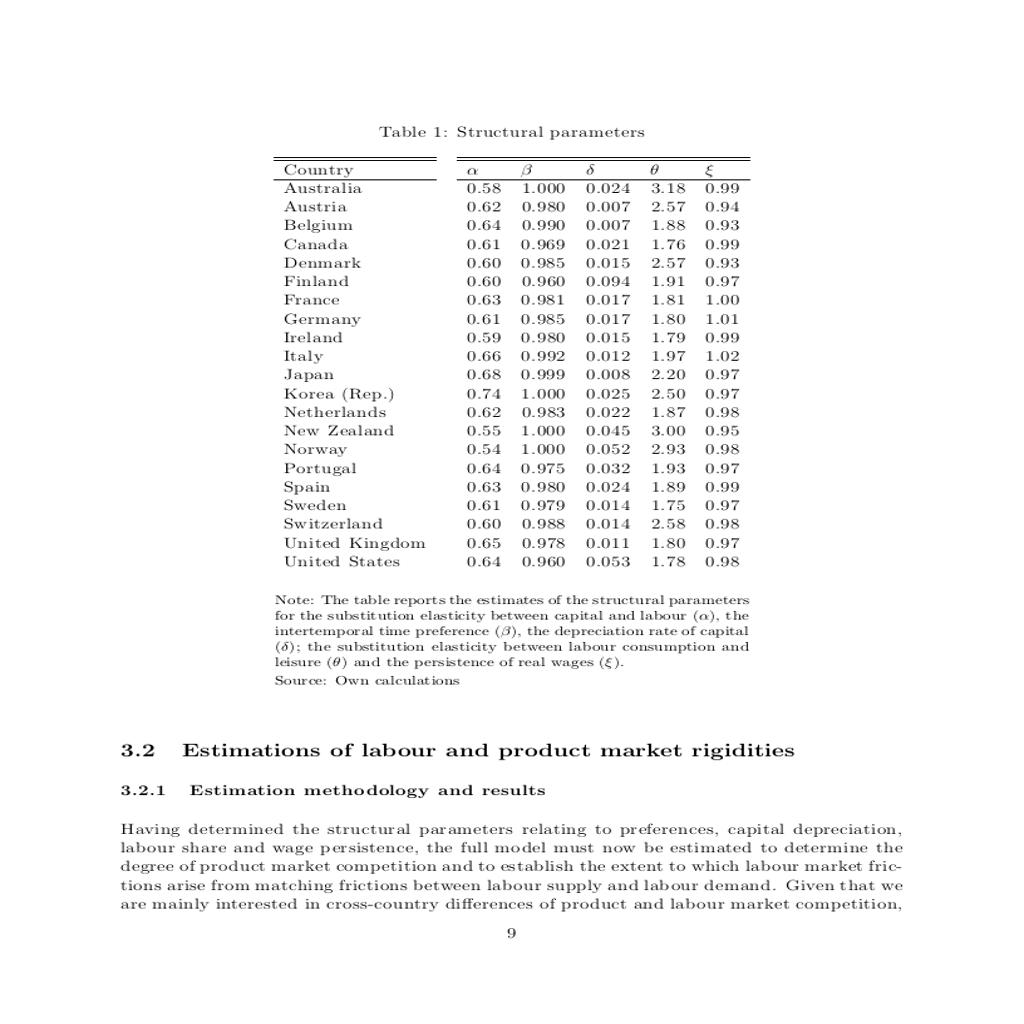 Table 1: Structural parameters
Country α β δ θ ξ
Australia 0.58 1.000 0.024 3.18 0.99
Austria 0.62 0.980 0.007 2.57 0.94
Belgium 0.64 0.990 0.007 1.88 0.93
Canada 0.61 0.969 0.021 1.76 0.99
Denmark 0.60 0.985 0.015 2.57 0.93
Finland 0.60 0.960 0.094 1.91 0.97
France 0.63 0.981 0.017 1.81 1.00
Germany 0.61 0.985 0.017 1.80 1.01
Ireland 0.59 0.980 0.015 1.79 0.99
Italy 0.66 0.992 0.012 1.97 1.02
Japan 0.68 0.999 0.008 2.20 0.97
Korea (Rep.) 0.74 1.000 0.025 2.50 0.97
Netherlands 0.62 0.983 0.022 1.87 0.98
New Zealand 0.55 1.000 0.045 3.00 0.95
Norway 0.54 1.000 0.052 2.93 0.98
Portugal 0.64 0.975 0.032 1.93 0.97
Spain 0.63 0.980 0.024 1.89 0.99
Sweden 0.61 0.979 0.014 1.75 0.97
Switzerland 0.60 0.988 0.014 2.58 0.98
United Kingdom 0.65 0.978 0.011 1.80 0.97
United States 0.64 0.960 0.053 1.78 0.98
Note: The table reports the estimates of the structural parameters
for the substitution elasticity between capital and labour (α), the
intertemporal time preference (β), the depreciation rate of capital
(δ); the substitution elasticity between labour consumption and
leisure (θ) and the persistence of real wages (ξ).
Source: Own calculations
3.2 Estimations of labour and product market rigidities
3.2.1 Estimation methodology and results
Having determined the structural parameters relating to preferences, capital depreciation,
labour share and wage persistence, the full model must now be estimated to determine the
degree of product market competition and to establish the extent to which labour market fric-
tions arise from matching frictions between labour supply and labour demand. Given that we
are mainly interested in cross-country differences of product and labour market competition,
9